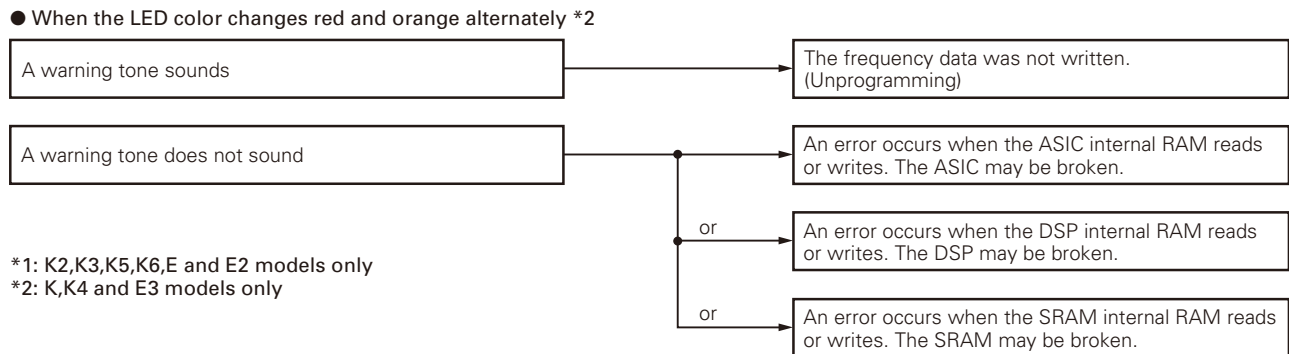 ● When the LED color changes red and orange alternately *2
A warning tone sounds
The frequency data was not written.
(Unprogramming)
A warning tone does not sound
An error occurs when the ASIC internal RAM reads
or writes. The ASIC may be broken.
or
An error occurs when the DSP internal RAM reads
or writes. The DSP may be broken.
*1: K2,K3,K5,K6,E and E2 models only
*2: K,K4 and E3 models only
or
An error occurs when the SRAM internal RAM reads
or writes. The SRAM may be broken.